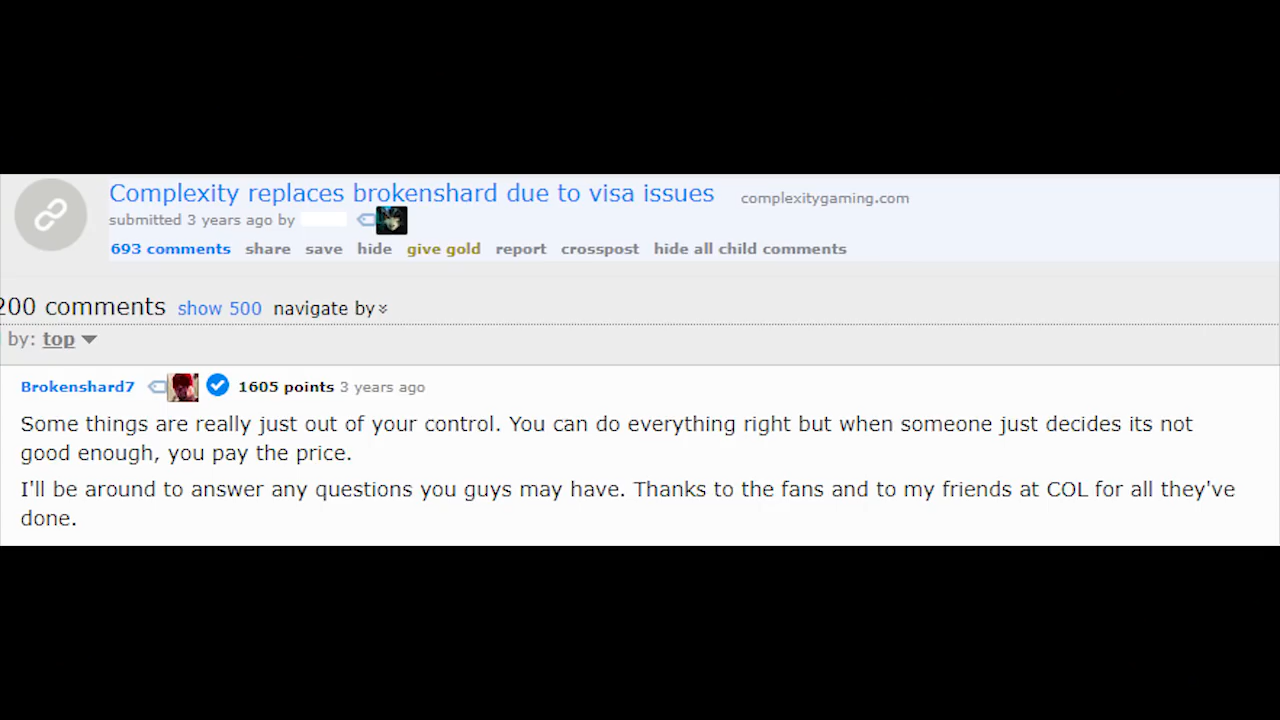 Complexity replaces brokenshard due to visa issues complexitygaming.com
submitted 3 years ago by
693 comments share save hide give gold report crosspost hide all child comments
200 comments show 500 navigate by
by: top
Brokenshard7 1605 points 3 years ago
Some things are really just out of your control. You can do everything right but when someone just decides its not
good enough, you pay the price.
I'll be around to answer any questions you guys may have. Thanks to the fans and to my friends at COL for all they've
done.